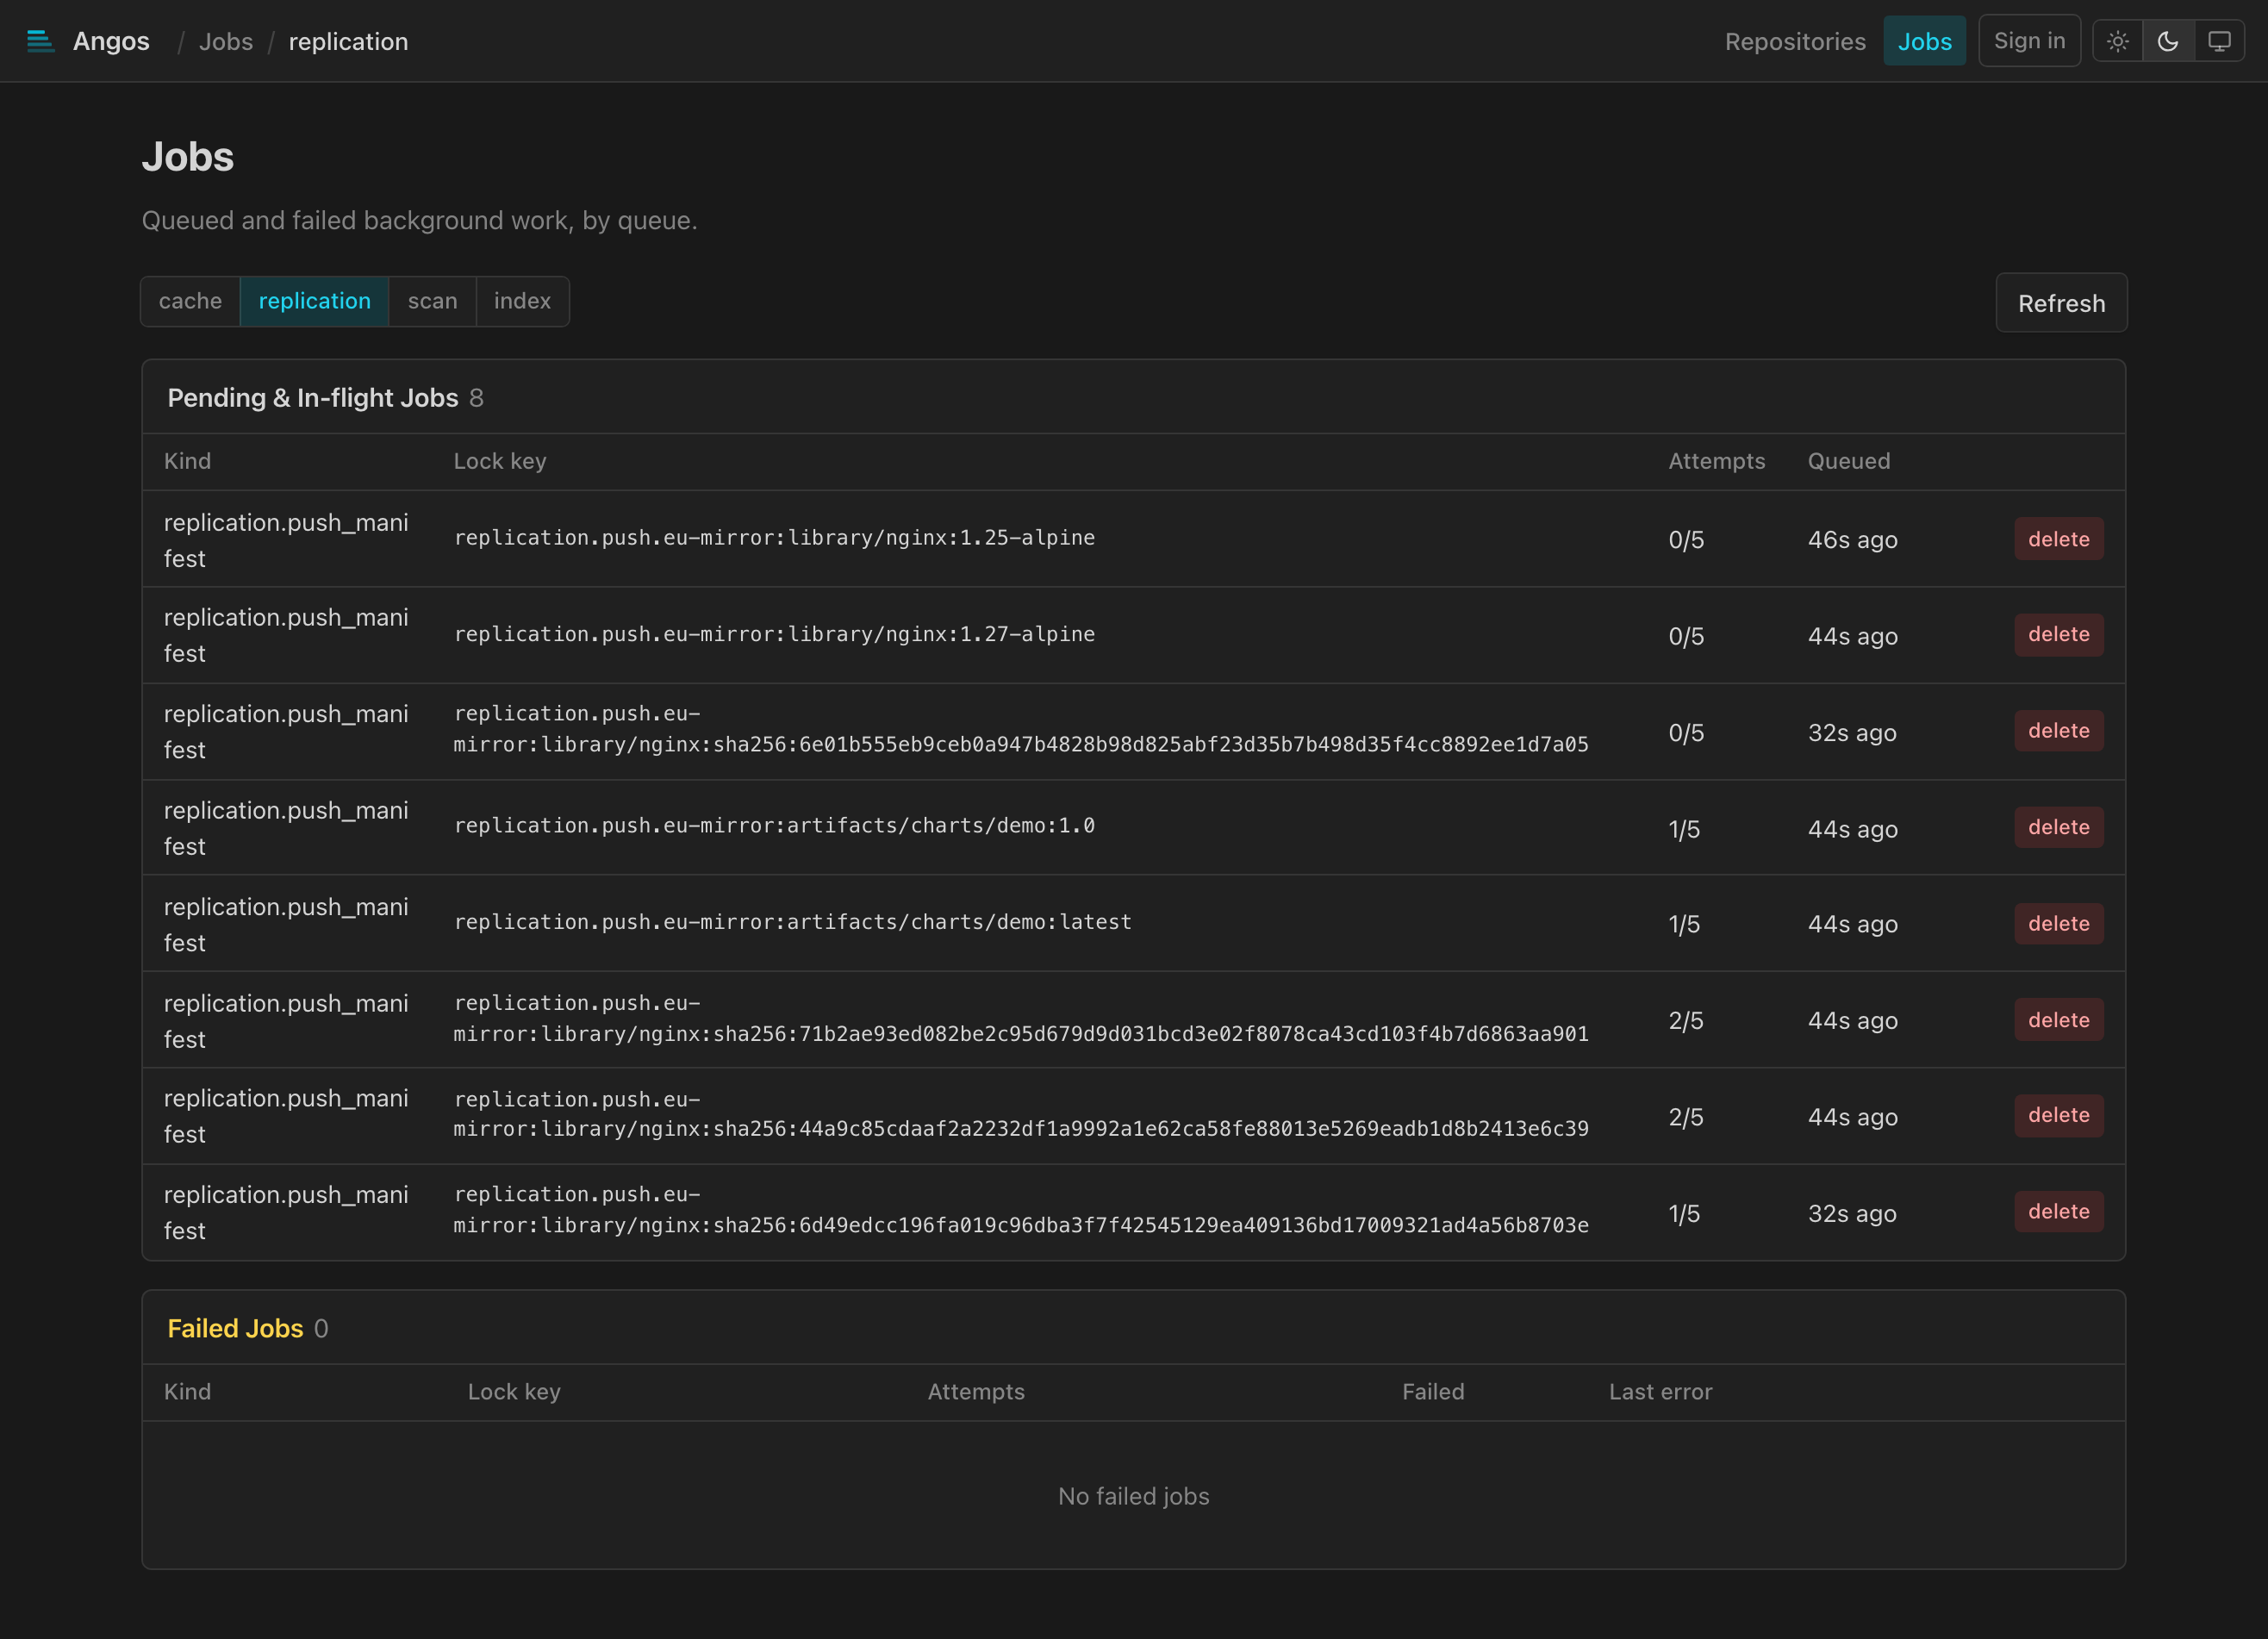 Angos / Jobs / replication
Repositories Jobs Sign in
Jobs
Queued and failed background work, by queue.
cache replication scan index
Refresh
Pending & In-flight Jobs 8
Kind Lock key Attempts Queued
replication.push_mani
fest
replication.push.eu-mirror:library/nginx:1.25-alpine
0/5 46s ago delete
replication.push_mani
fest
replication.push.eu-mirror:library/nginx:1.27-alpine
0/5 44s ago delete
replication.push_mani
fest
replication.push.eu-
mirror:library/nginx:sha256:6e01b555eb9ceb0a947b4828b98d825abf23d35b7b498d35f4cc8892ee1d7a05
0/5 32s ago delete
replication.push_mani
fest
replication.push.eu-mirror:artifacts/charts/demo:1.0
1/5 44s ago delete
replication.push_mani
fest
replication.push.eu-mirror:artifacts/charts/demo:latest
1/5 44s ago delete
replication.push_mani
fest
replication.push.eu-
mirror:library/nginx:sha256:71b2ae93ed082be2c95d679d9d031bcd3e02f8078ca43cd103f4b7d6863aa901
2/5 44s ago delete
replication.push_mani
fest
replication.push.eu-
mirror:library/nginx:sha256:44a9c85cdaaf2a2232df1a9992a1e62ca58fe88013e5269eadb1d8b2413e6c39
2/5 44s ago delete
replication.push_mani
fest
replication.push.eu-
mirror:library/nginx:sha256:6d49edcc196fa019c96dba3f7f42545129ea409136bd17009321ad4a56b8703e
1/5 32s ago delete
Failed Jobs 0
Kind Lock key Attempts Failed Last error
No failed jobs